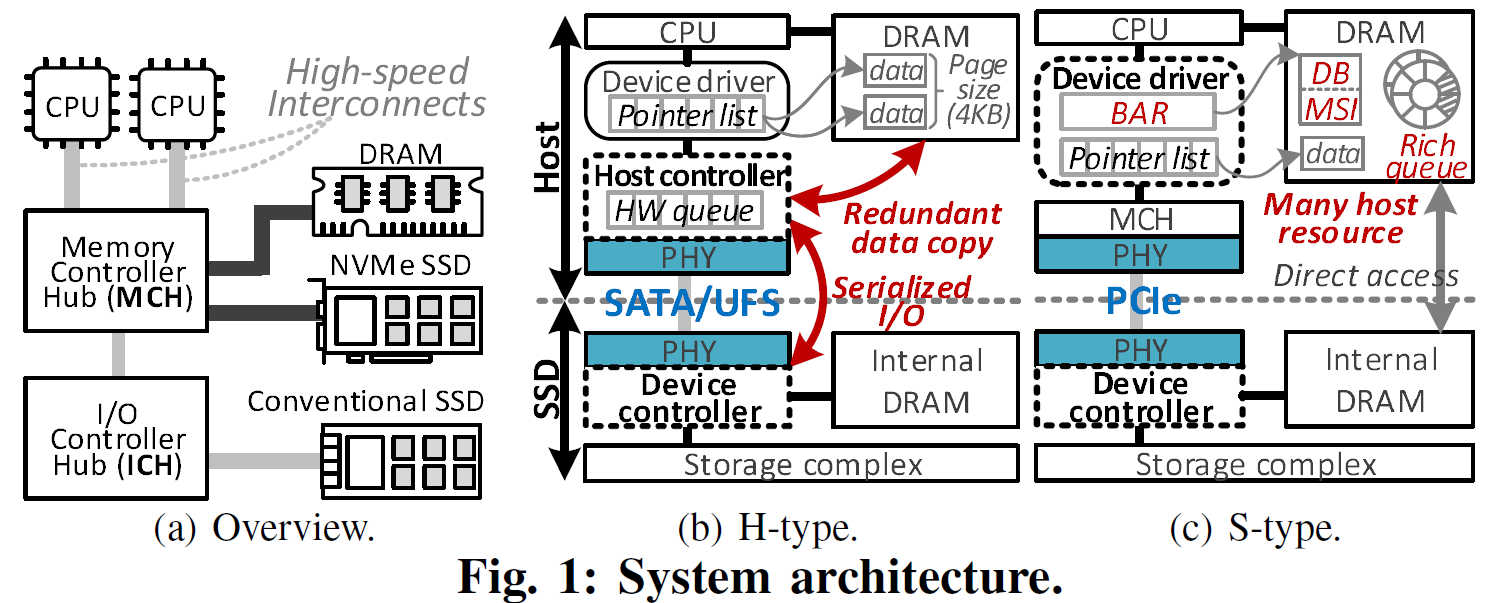 CPU
CPU
High-speed
Interconnects
DRAM
Memory
Controller
Hub (MCH)
NVMe SSD
I/O
Controller
Hub (ICH)
Conventional SSD
(a) Overview.
Host
SSD
CPU
DRAM
Device driver
Pointer list
data
data
Page
size
(4KB)
Host controller
HW queue
PHY
Redundant
data copy
Serialized
I/O
SATA/UFS
PHY
Device
controller
Internal
DRAM
Storage complex
(b) H-type.
CPU
DRAM
Device driver
BAR
Pointer list
DB
MSI
data
Rich
queue
MCH
PHY
Many host
resource
Direct access
PCIe
PHY
Device
controller
Internal
DRAM
Storage complex
(c) S-type.
Fig. 1: System architecture.